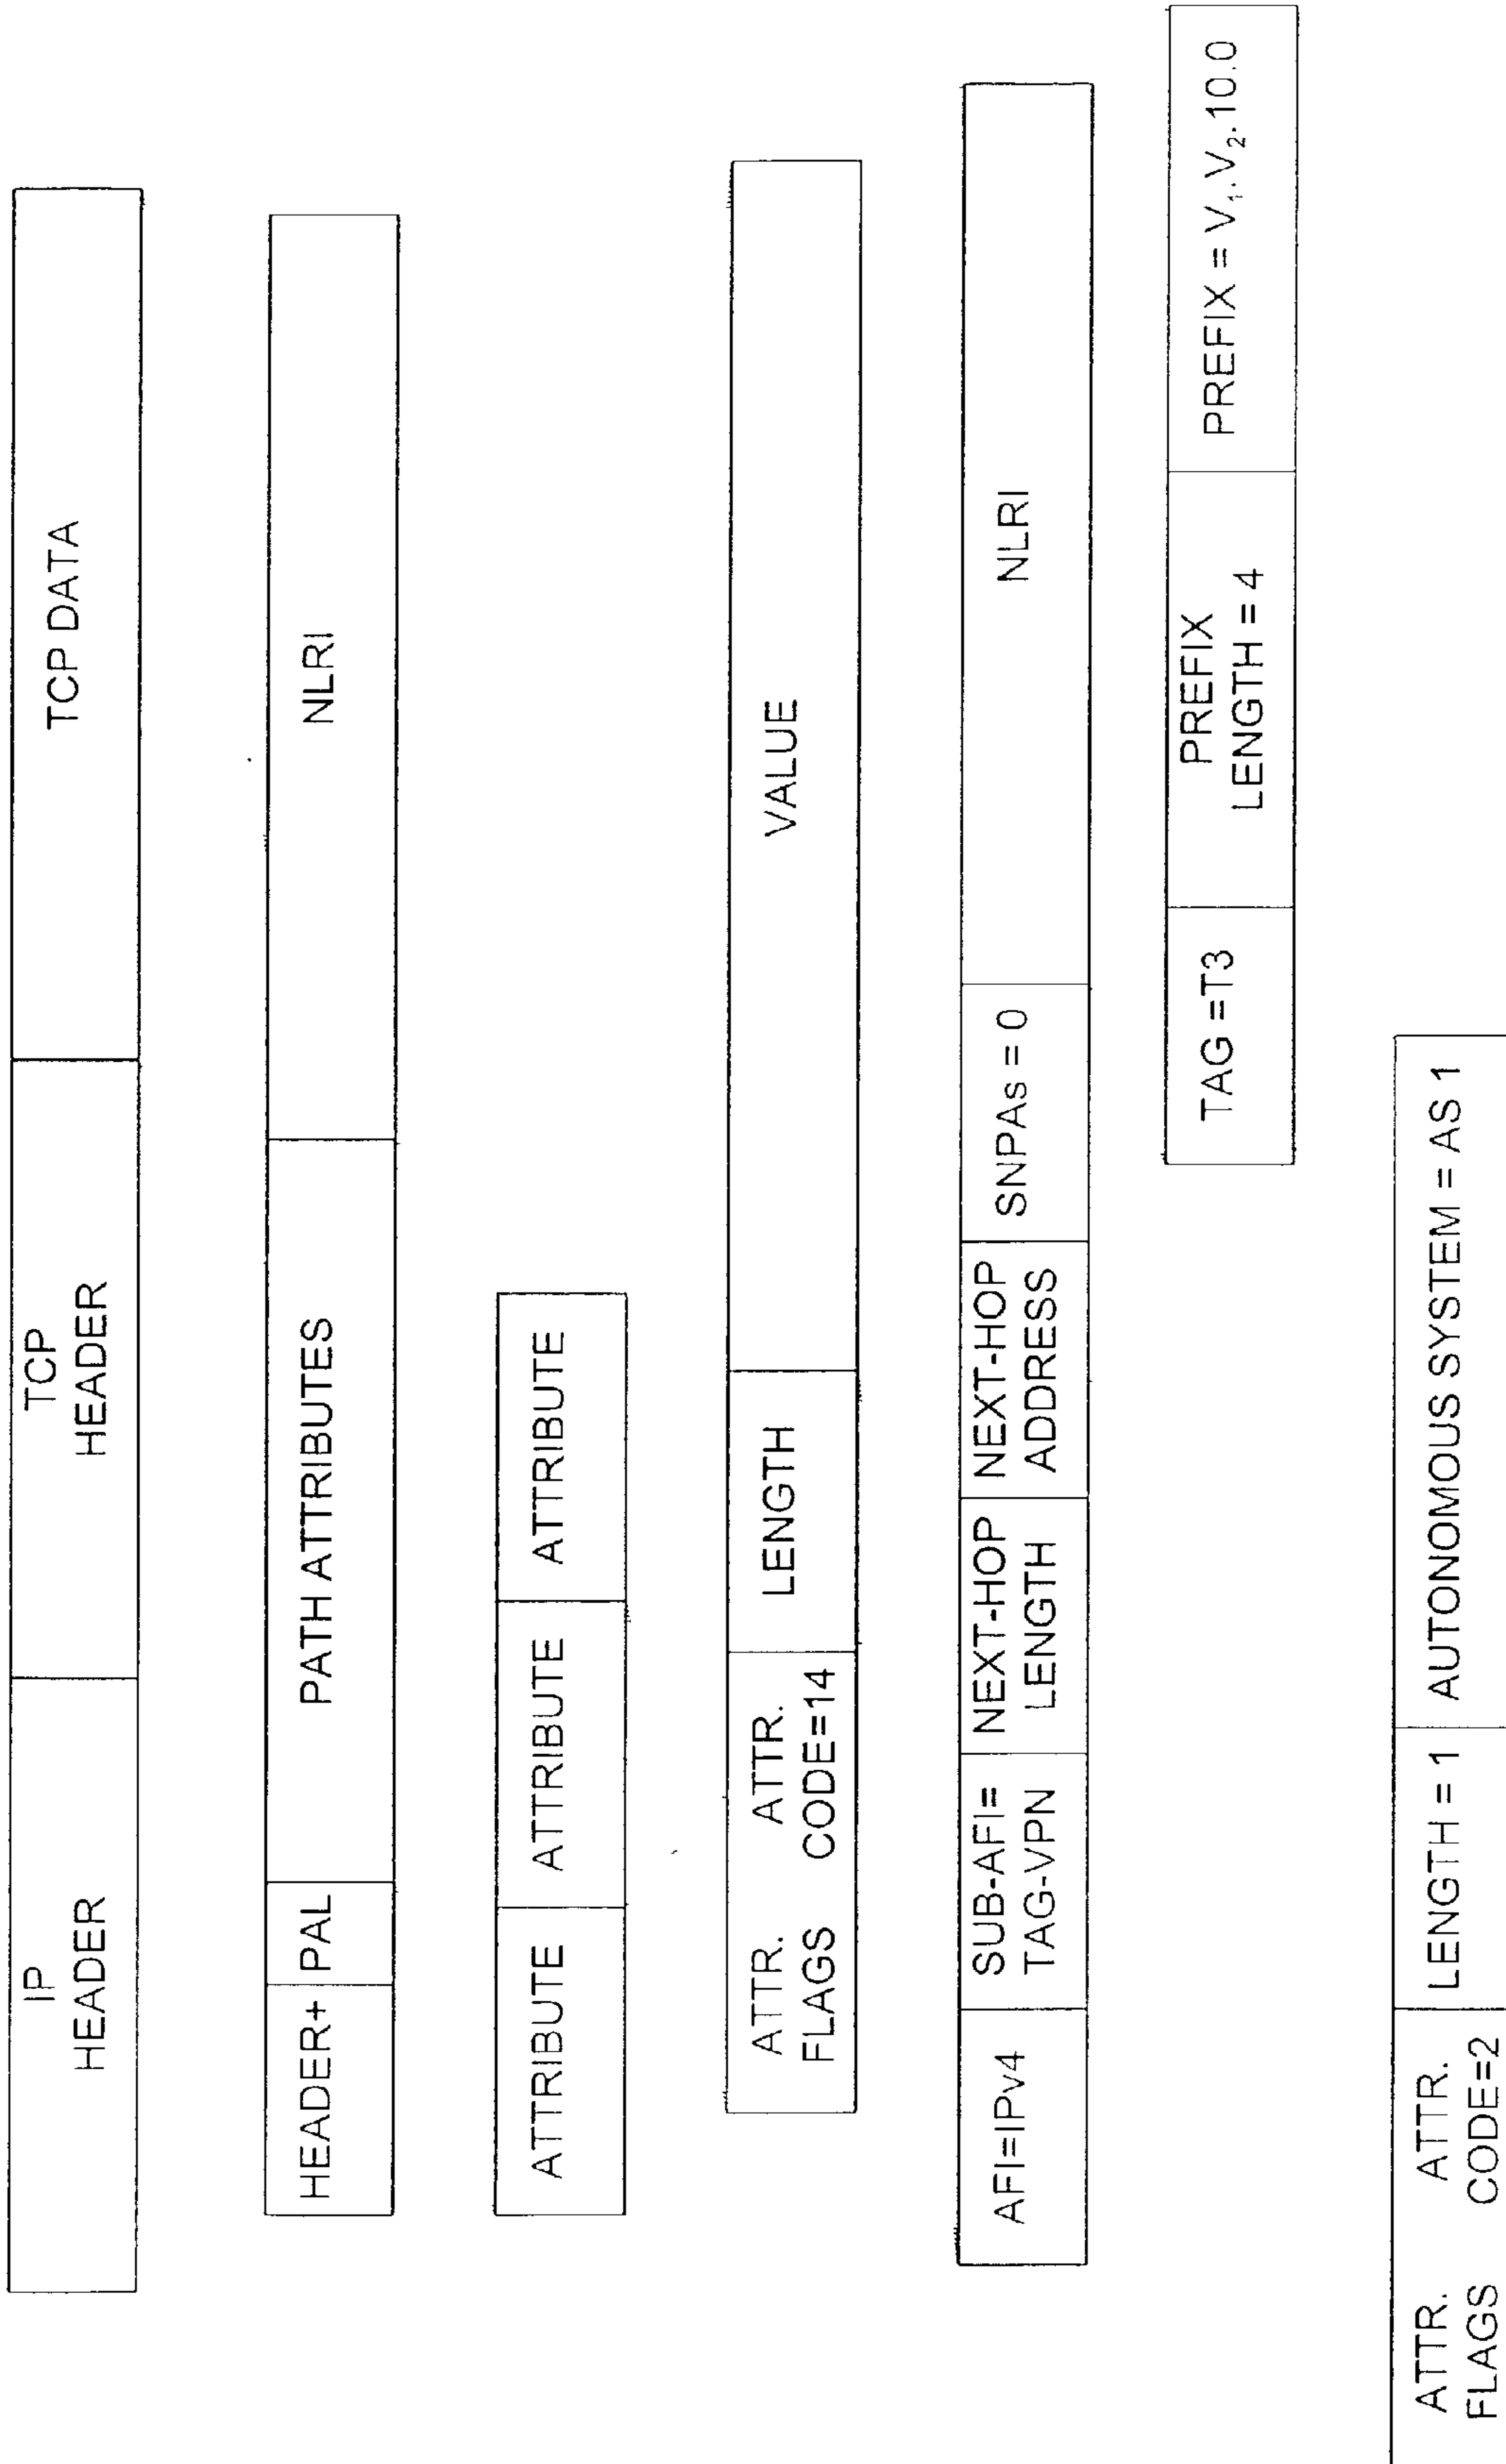 IP
HEADER
TCP
HEADER
TCP DATA
HEADER+
PAL
PATH ATTRIBUTES
NLRI
ATTRIBUTE
ATTRIBUTE
ATTRIBUTE
ATTR. ATTR.
FLAGS CODE=14
LENGTH
VALUE
AFI=IPv4
SUB-AFI=
TAG-VPN
NEXT-HOP
LENGTH
NEXT-HOP
ADDRESS
SNPAs = 0
NLRI
TAG =T3
PREFIX
LENGTH = 4
PREFIX = V₁.V₂.10.0
ATTR. ATTR.
FLAGS CODE=2
LENGTH = 1
AUTONOMOUS SYSTEM = AS 1